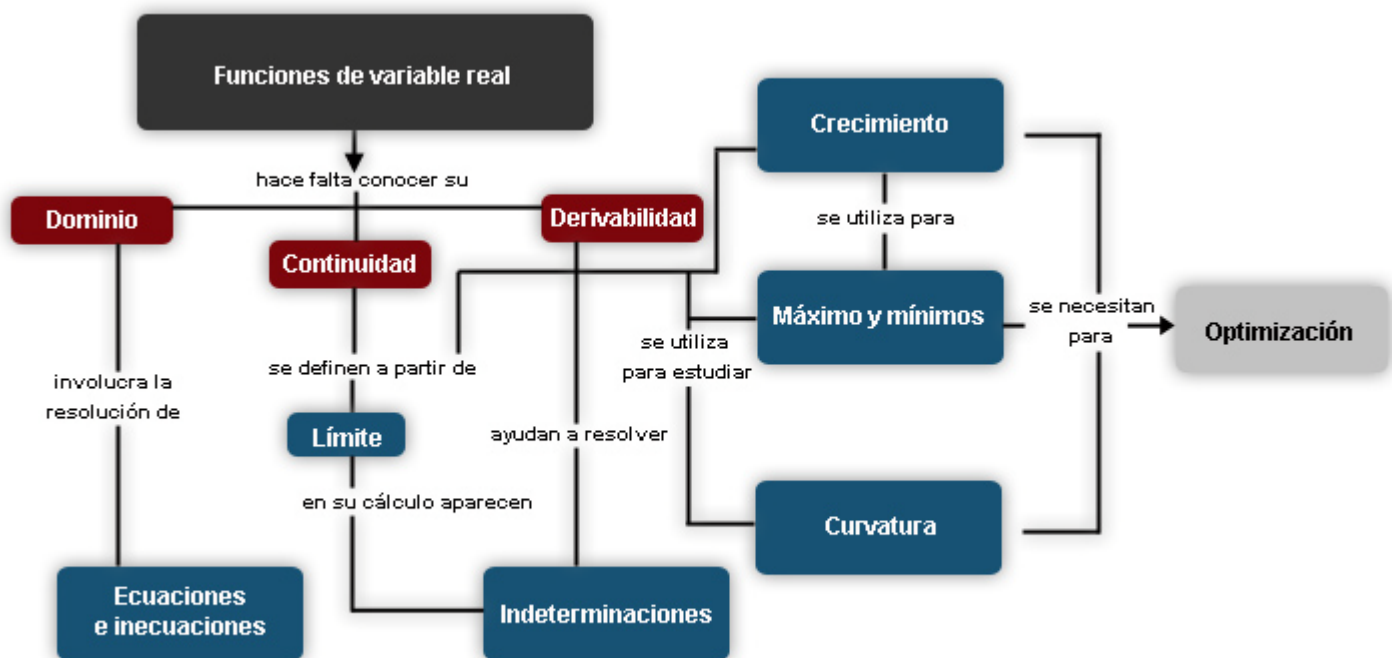 Funciones de variable real
hace falta conocer su
Dominio
Derivabilidad
Continuidad
se definen a partir de
involucra la
resolución de
Límite
ayudan a resolver
en su cálculo aparecen
Ecuaciones
e inecuaciones
Indeterminaciones
Crecimiento
se utiliza para
Máximo y mínimos
se utiliza
para estudiar
Curvatura
se necesitan
para
Optimización